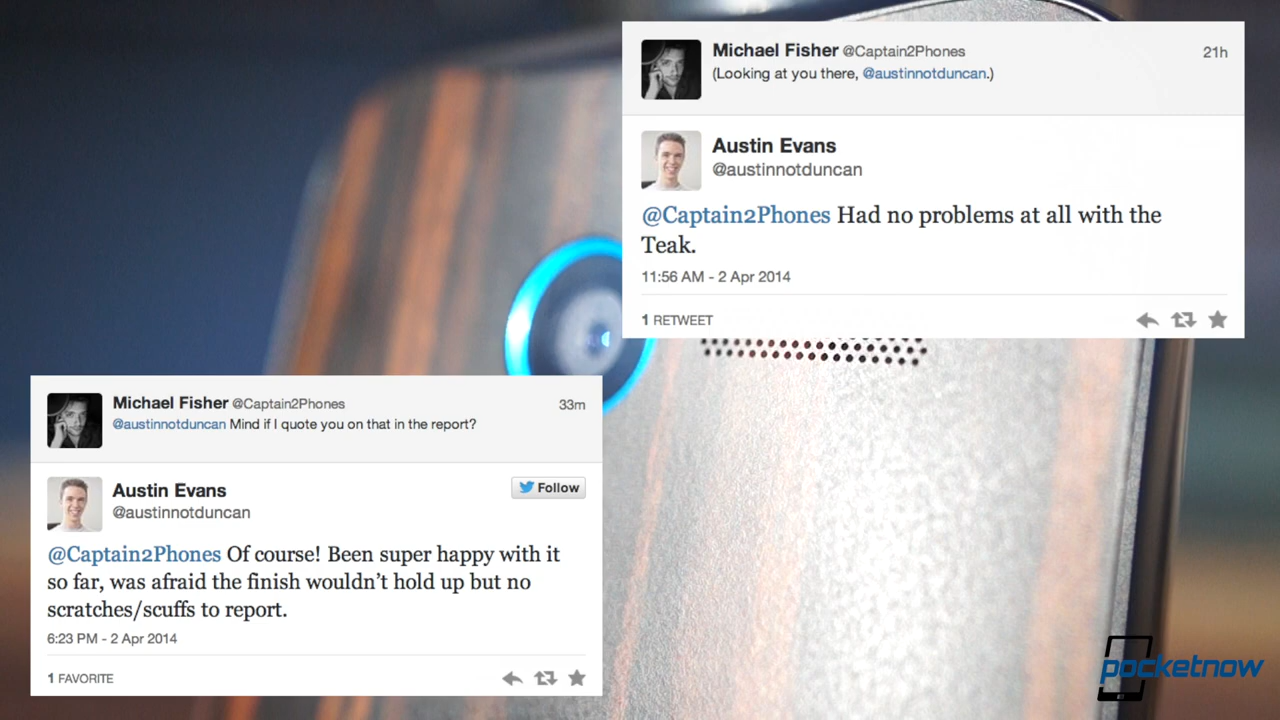 Michael Fisher @Captain2Phones 21h
(Looking at you there, @austinnotduncan.)
Austin Evans
@austinnotduncan
@Captain2Phones Had no problems at all with the
Teak.
11:56 AM - 2 Apr 2014
1 RETWEET
Michael Fisher @Captain2Phones 33m
@austinnotduncan Mind if I quote you on that in the report?
Austin Evans Follow
@austinnotduncan
@Captain2Phones Of course! Been super happy with it
so far, was afraid the finish wouldn't hold up but no
scratches/scuffs to report.
6:23 PM - 2 Apr 2014
1 FAVORITE
pocketnow